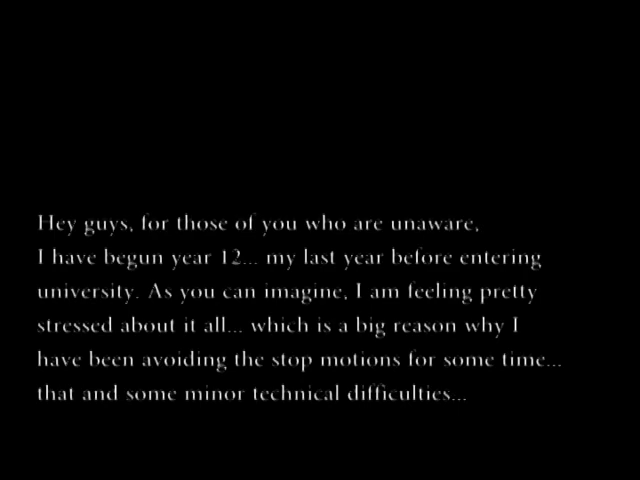 Hey guys, for those of you who are unaware,
I have begun year 12... my last year before entering
university. As you can imagine, I am feeling pretty
stressed about it all... which is a big reason why I
have been avoiding the stop motions for some time...
that and some minor technical difficulties...